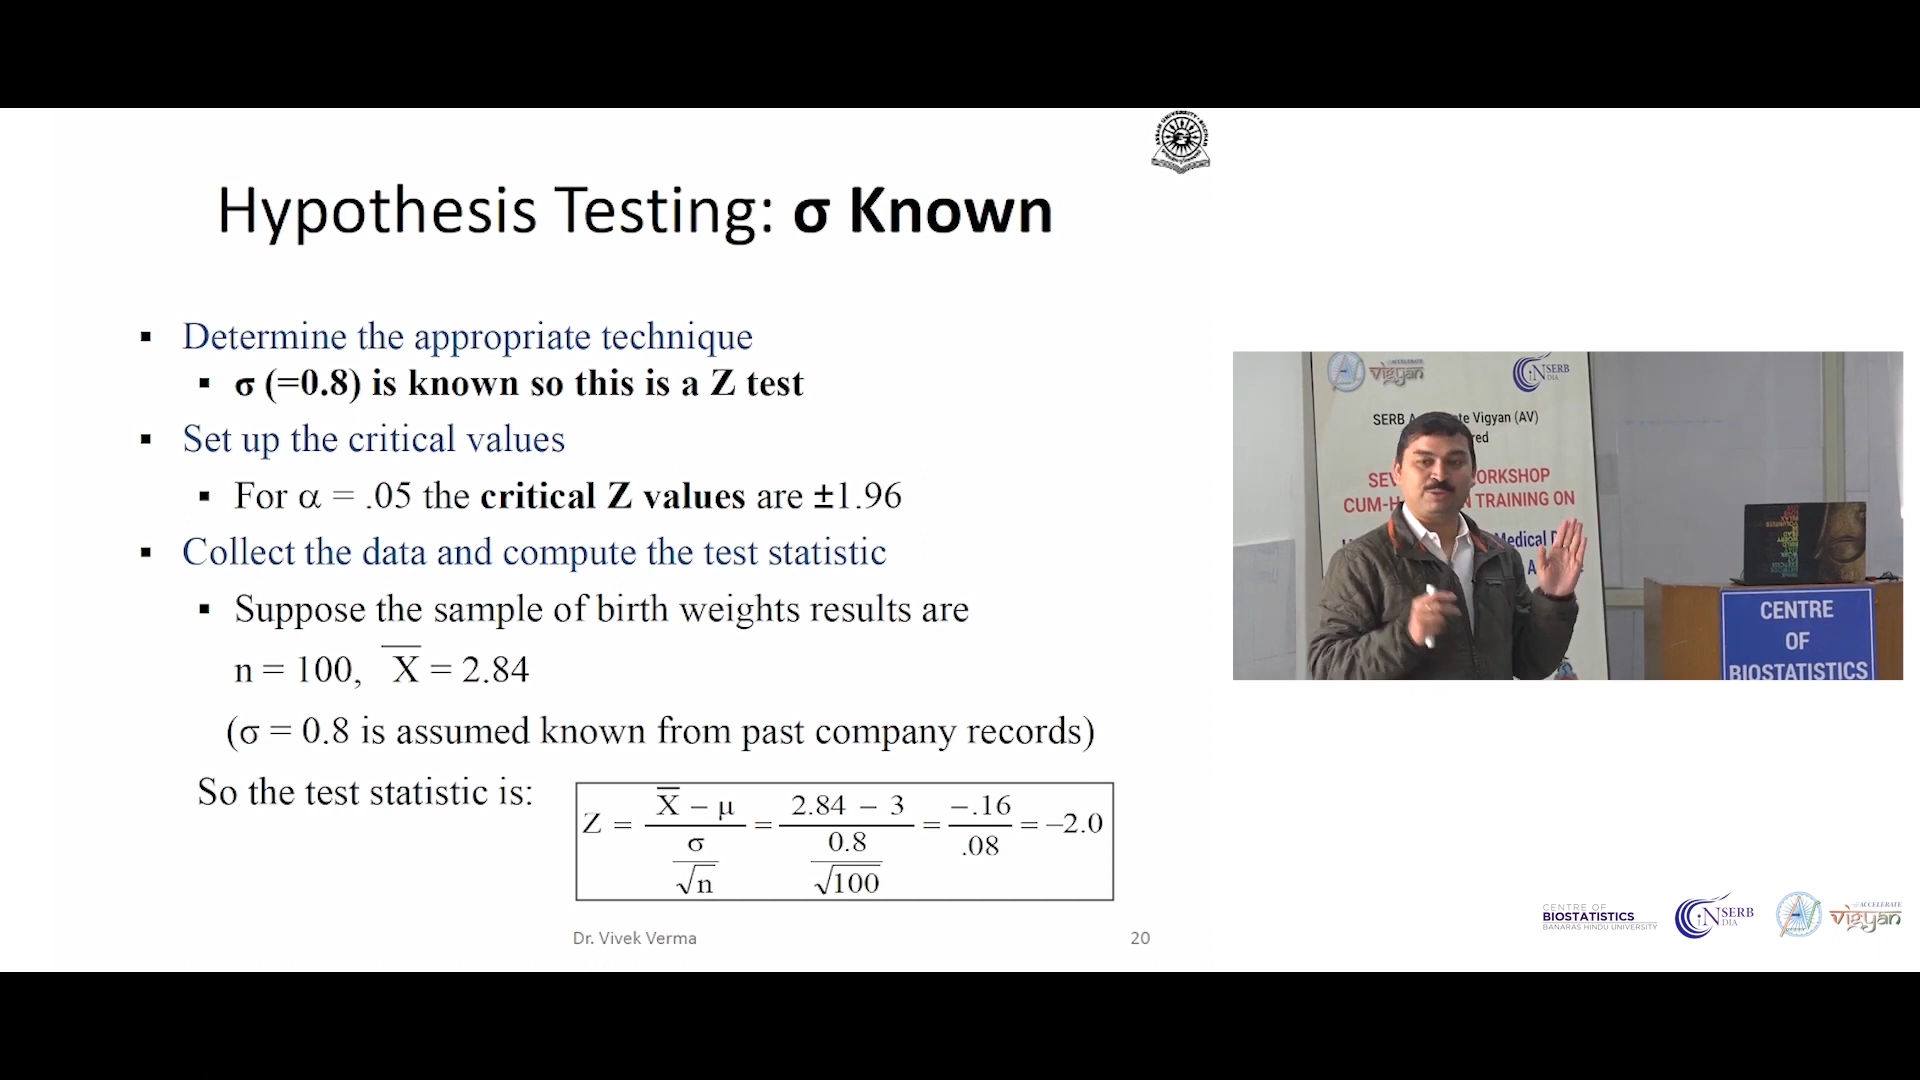 Hypothesis Testing: σ Known
▪ Determine the appropriate technique
▪ σ (=0.8) is known so this is a Z test
▪ Set up the critical values
▪ For α = .05 the critical Z values are ±1.96
▪ Collect the data and compute the test statistic
▪ Suppose the sample of birth weights results are
n = 100, X̅ = 2.84
(σ = 0.8 is assumed known from past company records)
So the test statistic is:
Z = (X̅ – μ) / (σ / √n) = (2.84 – 3) / (0.8 / √100) = –.16 / .08 = –2.0
Dr. Vivek Verma
20
ACCELERATE
vigyan
SERB
SERB
Vigyan (AV)
WORKSHOP
TRAINING ON
Medical
CENTRE
OF
BIOSTATISTICS
CENTRE OF
BIOSTATISTICS
BANARAS HINDU UNIVERSITY
SERB
ACCELERATE
विgyan